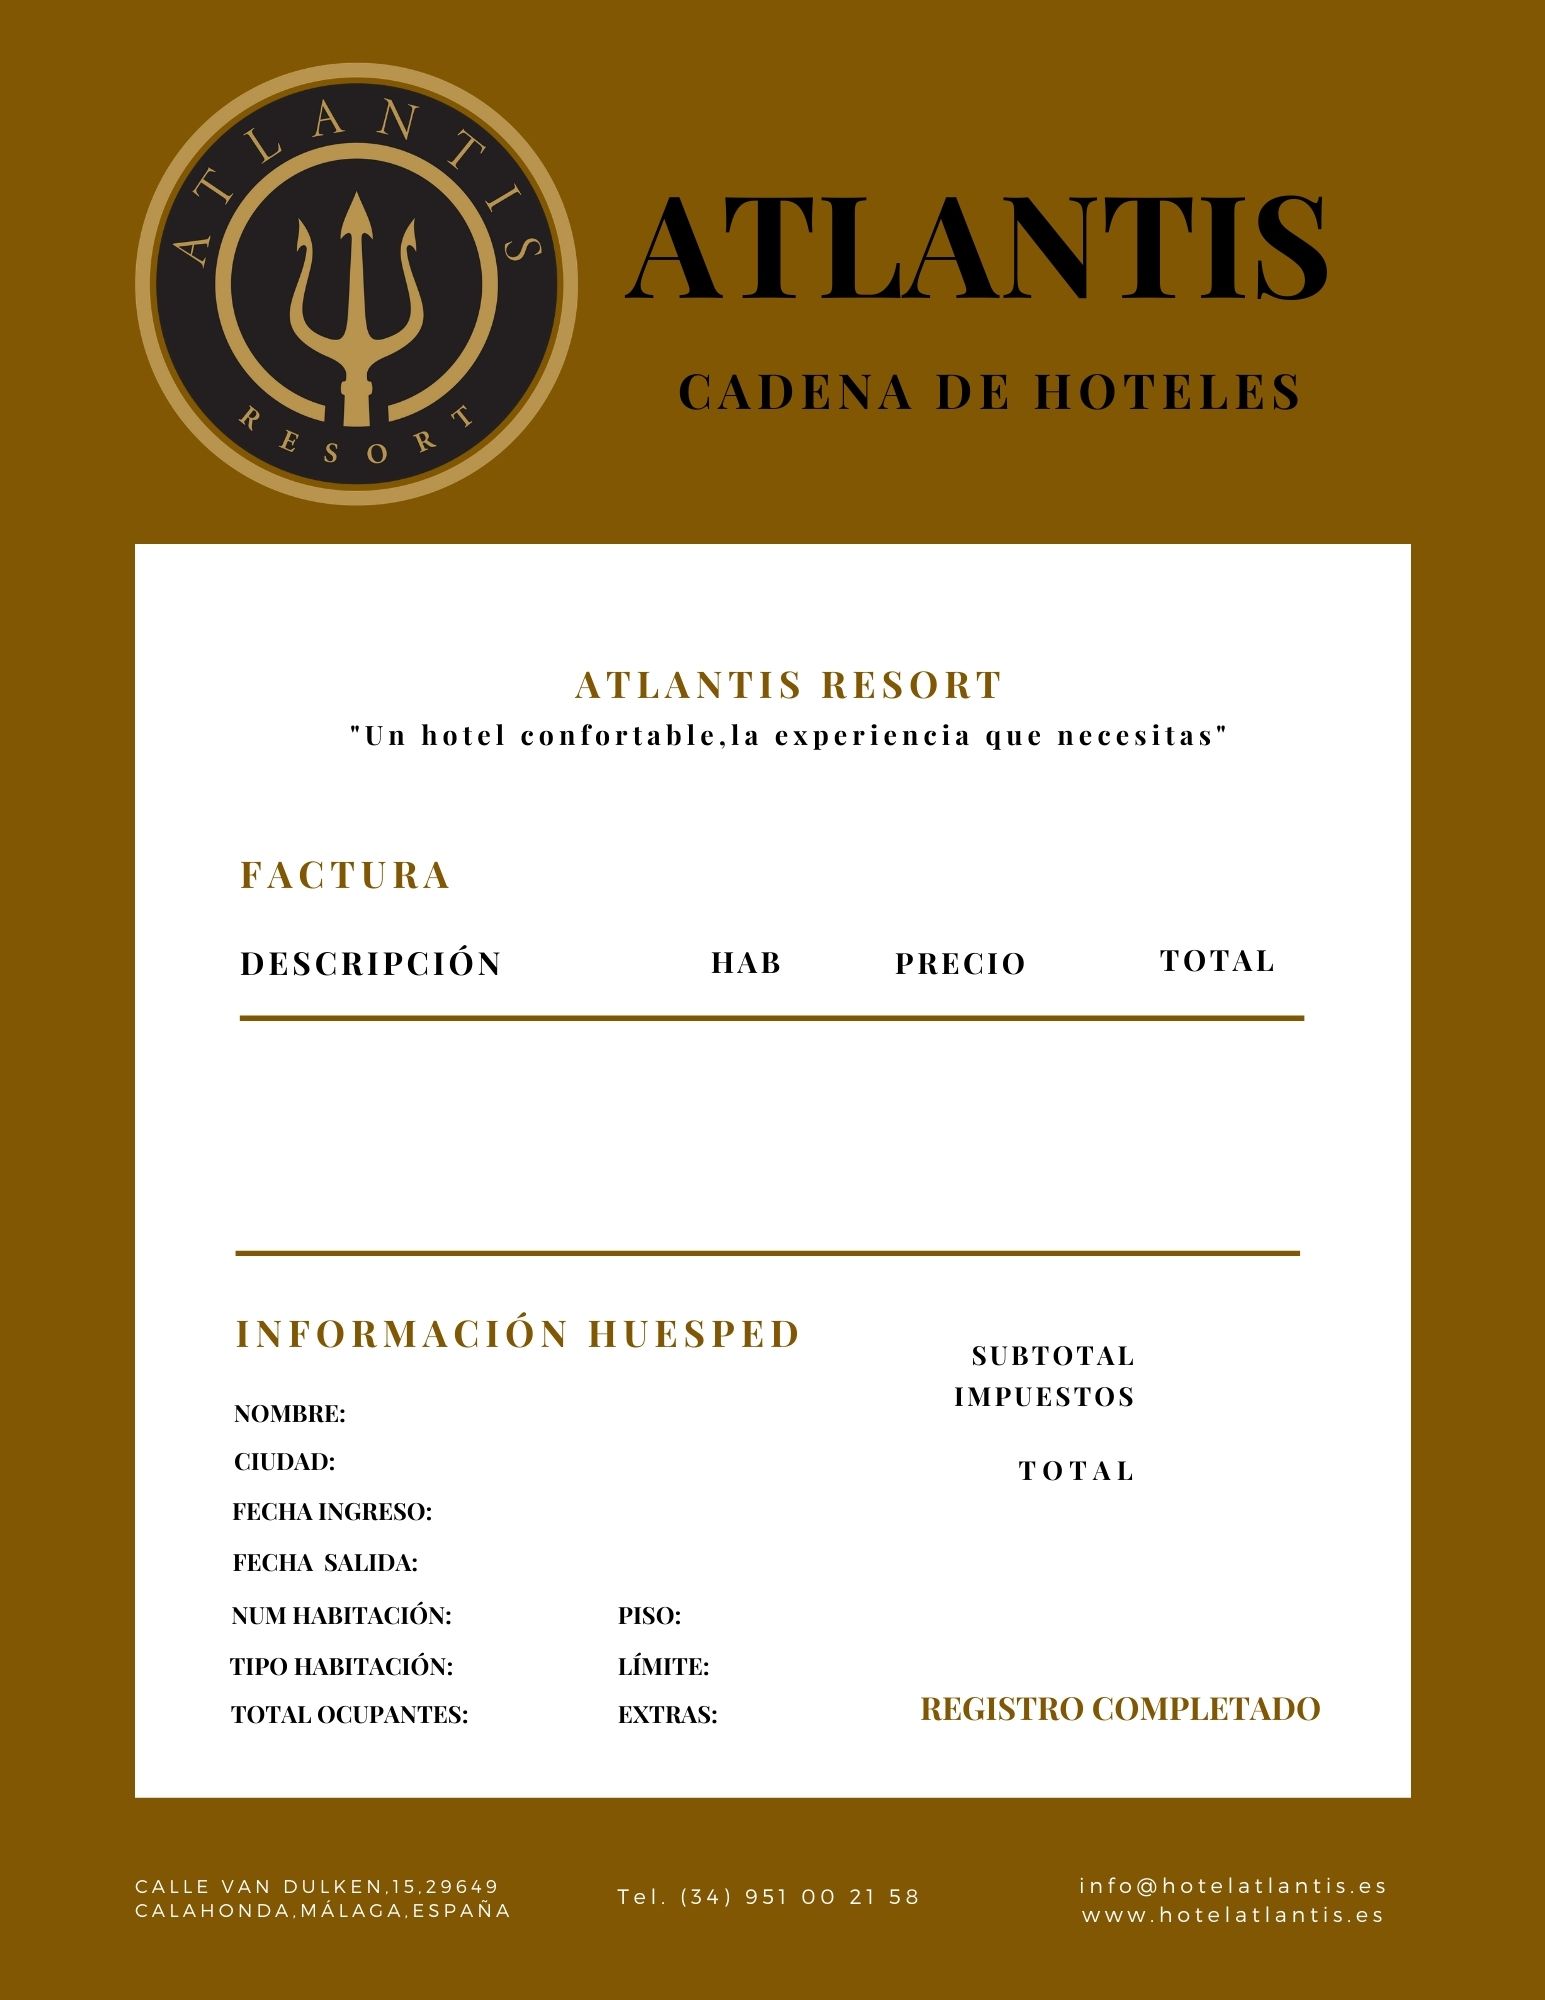 ATLANTIS
RESORT
ATLANTIS
CADENA DE HOTELES
ATLANTIS RESORT
"Un hotel confortable,la experiencia que necesitas"
FACTURA
DESCRIPCIÓN HAB PRECIO TOTAL
INFORMACIÓN HUESPED
SUBTOTAL
IMPUESTOS
TOTAL
NOMBRE:
CIUDAD:
FECHA INGRESO:
FECHA SALIDA:
NUM HABITACIÓN: PISO:
TIPO HABITACIÓN: LÍMITE:
TOTAL OCUPANTES: EXTRAS:
REGISTRO COMPLETADO
CALLE VAN DULKEN,15,29649
CALAHONDA,MÁLAGA,ESPAÑA
Tel. (34) 951 00 21 58
info@hotelatlantis.es
www.hotelatlantis.es